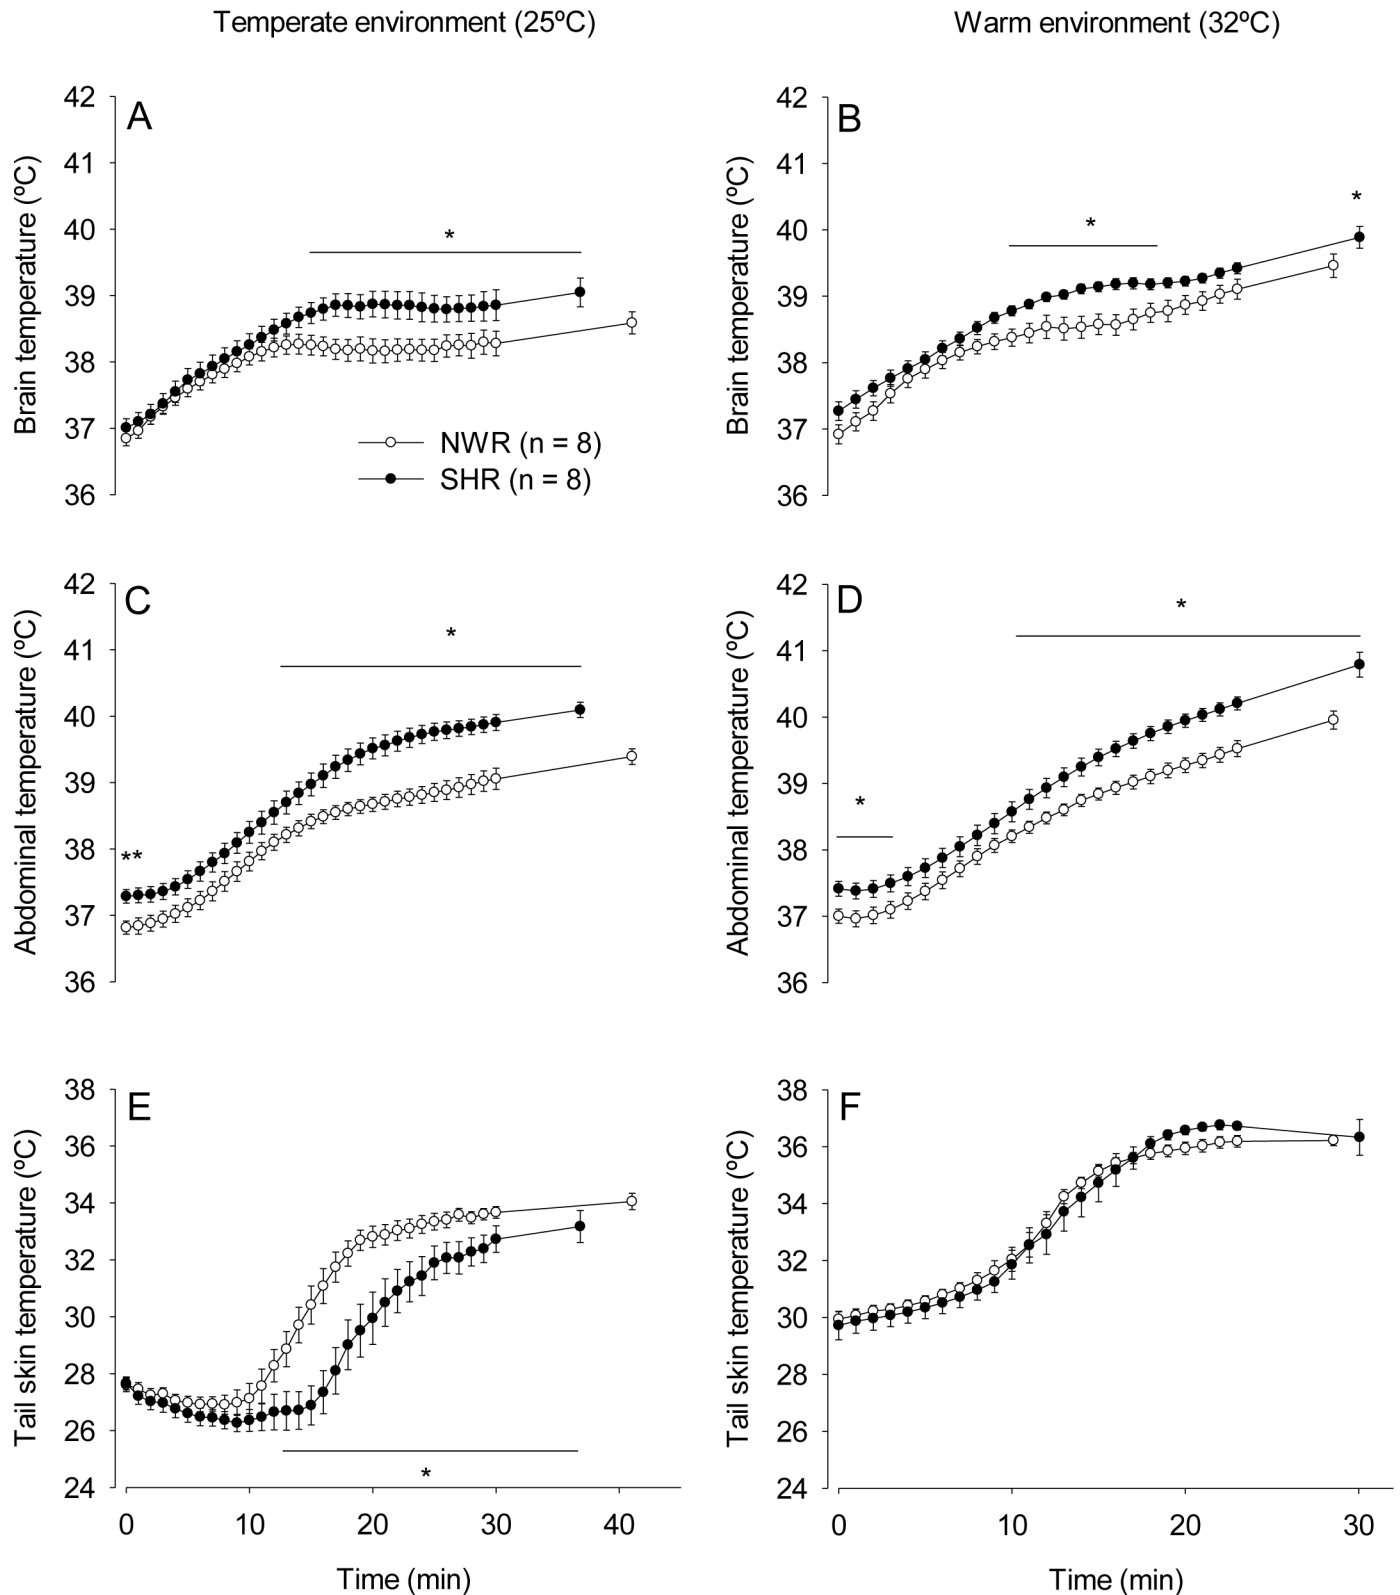 Temperate environment (25ºC)
Warm environment (32ºC)
A
Brain temperature (ºC)
42
41
40
39
38
37
36
*
NWR (n = 8)
SHR (n = 8)
B
Brain temperature (ºC)
42
41
40
39
38
37
36
*
*
C
Abdominal temperature (ºC)
42
41
40
39
38
37
36
**
*
D
Abdominal temperature (ºC)
42
41
40
39
38
37
36
*
*
E
Tail skin temperature (ºC)
38
36
34
32
30
28
26
24
*
0 10 20 30 40
Time (min)
F
Tail skin temperature (ºC)
38
36
34
32
30
28
26
24
0 10 20 30
Time (min)